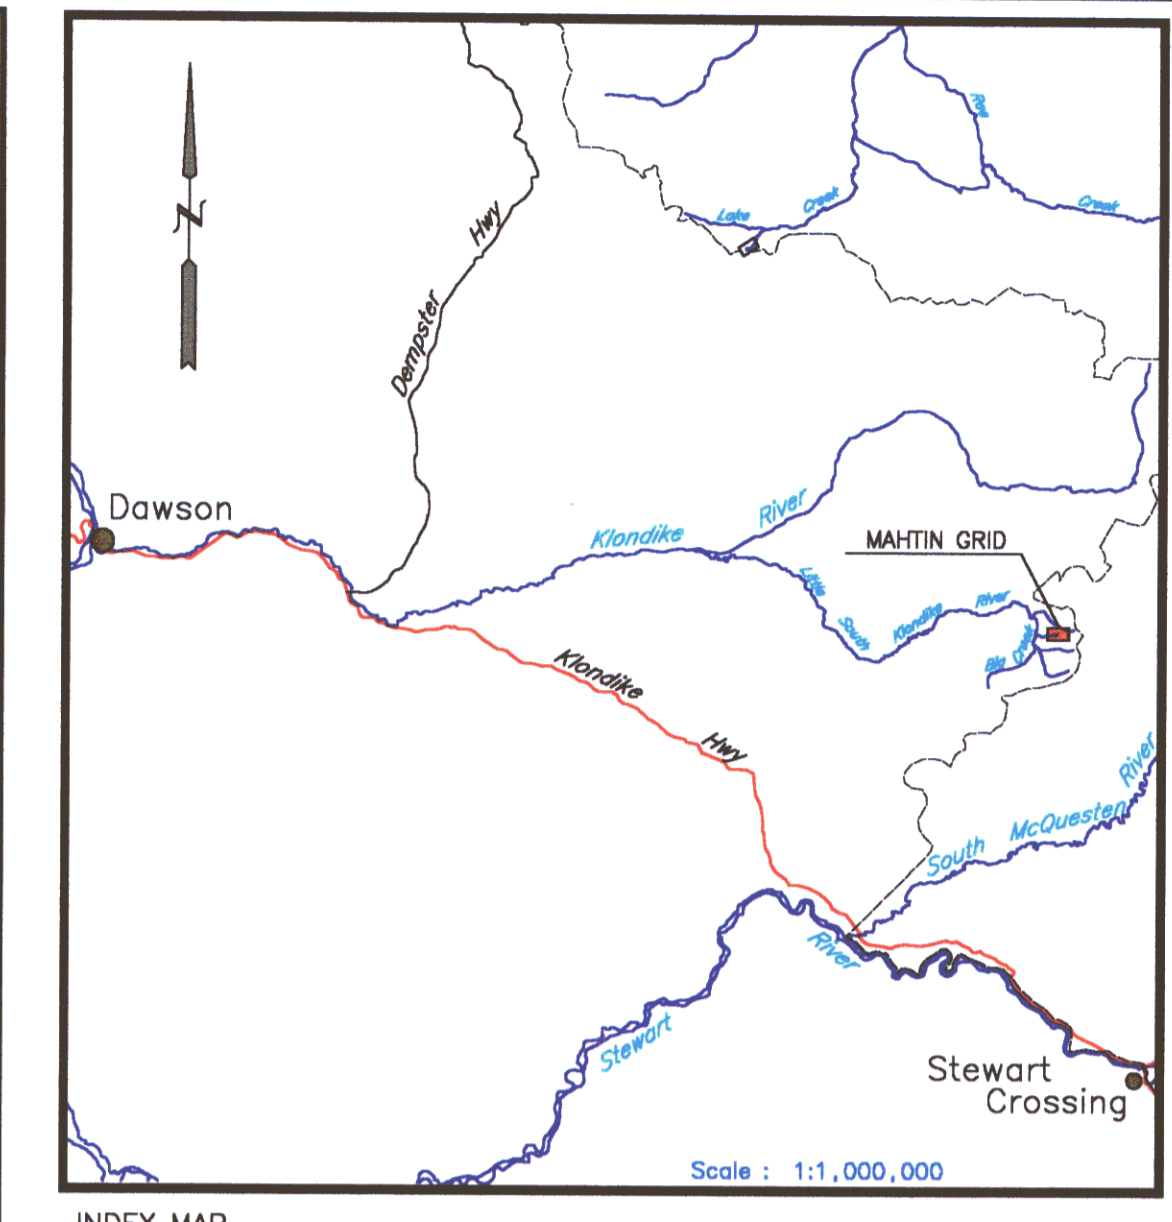 N
Roe
Lake Creek
Creek
Dempster Hwy
Dawson
Klondike River
MAHTIN GRID
Little South Klondike River
Big Creek
Klondike Hwy
South McQuesten River
Stewart River
Stewart
Crossing
Scale : 1:1,000,000
INDEX MAP